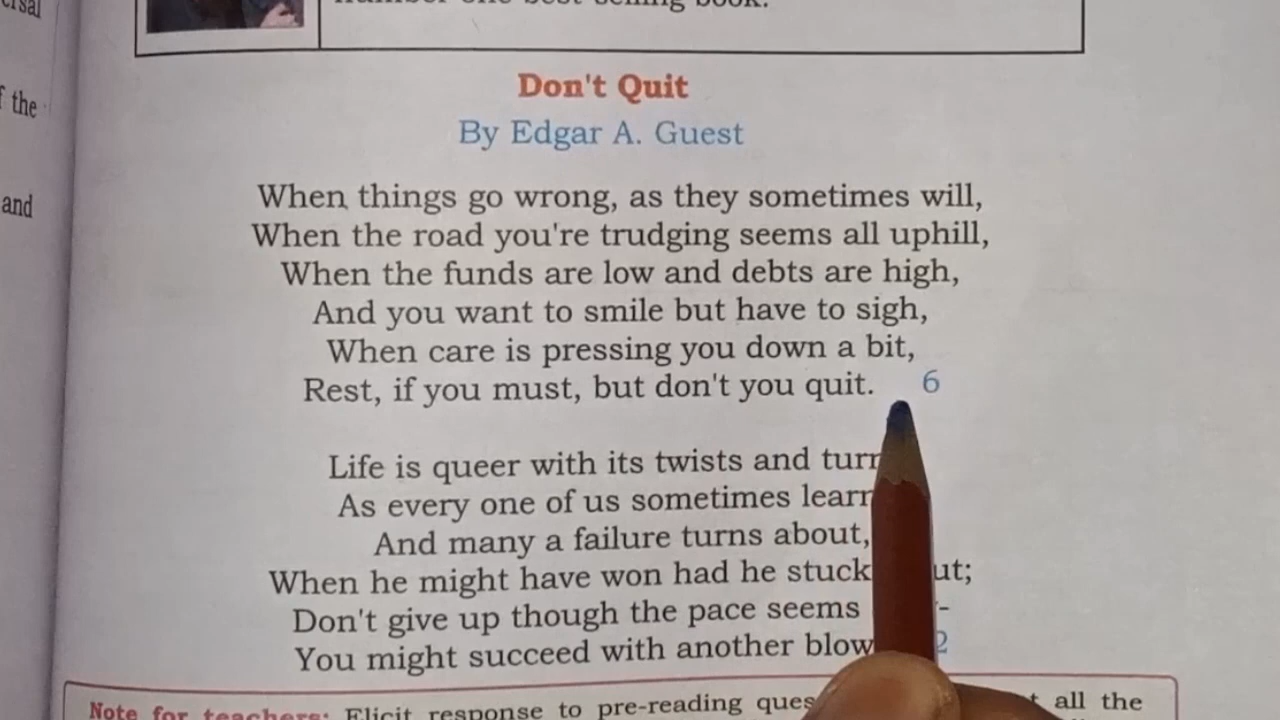 book.
f the
and
Don't Quit
By Edgar A. Guest
When things go wrong, as they sometimes will,
When the road you're trudging seems all uphill,
When the funds are low and debts are high,
And you want to smile but have to sigh,
When care is pressing you down a bit,
Rest, if you must, but don't you quit. 6
Life is queer with its twists and turn
As every one of us sometimes learn
And many a failure turns about,
When he might have won had he stuck ut;
Don't give up though the pace seems -
You might succeed with another blow 2
Note for teachers: Elicit response to pre-reading ques all the